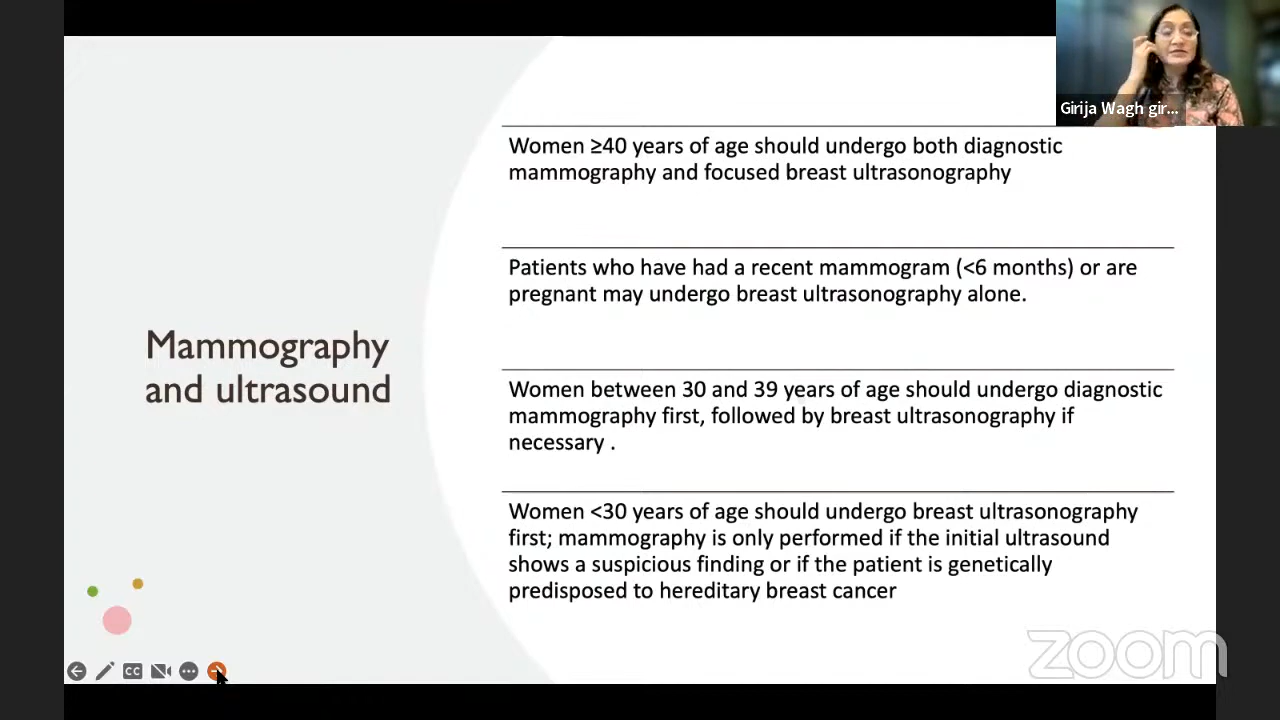 Girija Wagh gir...
Women ≥40 years of age should undergo both diagnostic
mammography and focused breast ultrasonography
Patients who have had a recent mammogram (<6 months) or are
pregnant may undergo breast ultrasonography alone.
Mammography
and ultrasound
Women between 30 and 39 years of age should undergo diagnostic
mammography first, followed by breast ultrasonography if
necessary .
Women <30 years of age should undergo breast ultrasonography
first; mammography is only performed if the initial ultrasound
shows a suspicious finding or if the patient is genetically
predisposed to hereditary breast cancer
CC
zoom